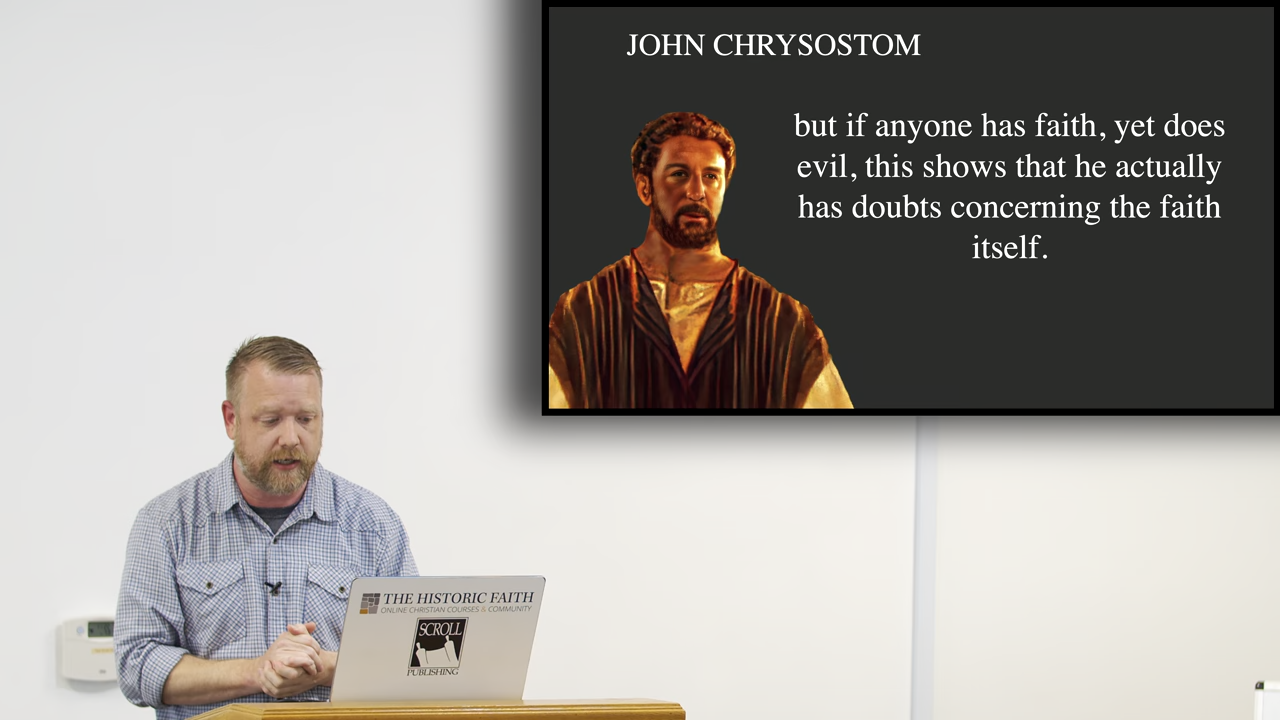 JOHN CHRYSOSTOM
but if anyone has faith, yet does
evil, this shows that he actually
has doubts concerning the faith
itself.
THE HISTORIC FAITH
ONLINE CHRISTIAN COURSES & COMMUNITY
SCROLL
PUBLISHING